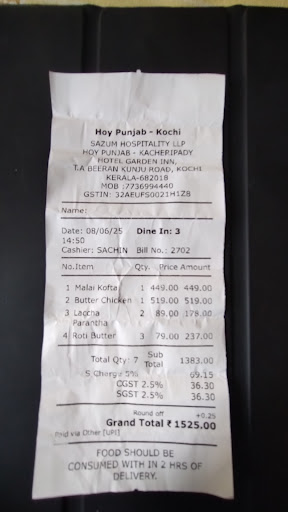 Hoy Punjab - Kochi
SAZUM HOSPITALITY LLP
HOY PUNJAB - KACHERIPADY
HOTEL GARDEN INN,
T.A BEERAN KUNJU ROAD, KOCHI
KERALA-682018
MOB :7736994440
GSTIN: 32AEUFS0021H1Z8
Name:
Date: 08/06/25 Dine In: 3
14:50
Cashier: SACHIN Bill No.: 2702
No.Item Qty. Price Amount
1 Malai Kofta 1 449.00 449.00
2 Butter Chicken 1 519.00 519.00
3 Laccha 2 89.00 178.00
Parantha
4 Roti Butter 3 79.00 237.00
Total Qty: 7 Sub 1383.00
Total
S Charge 5% 69.15
CGST 2.5% 36.30
SGST 2.5% 36.30
Round off +0.25
Grand Total ₹ 1525.00
Paid via Other [UPI]
FOOD SHOULD BE
CONSUMED WITH IN 2 HRS OF
DELIVERY.